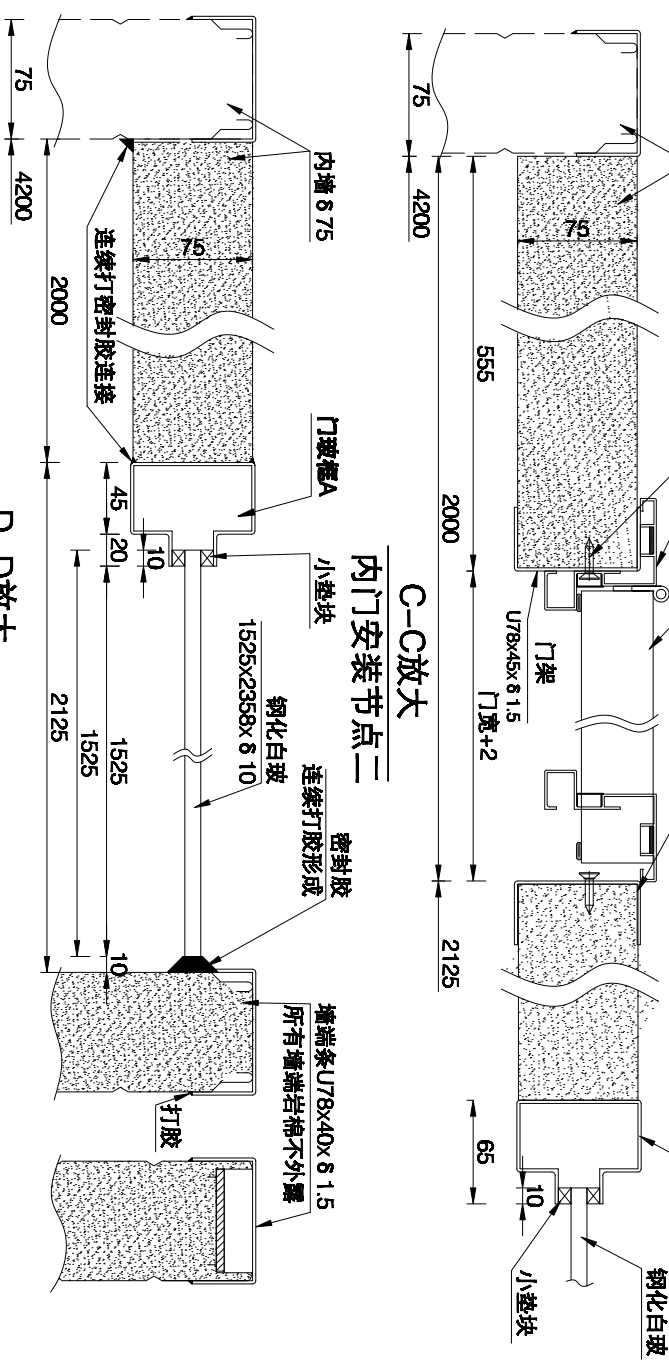 钢化白玻
小垫块
75
75
门架
U78x45xδ1.5
门宽+2
65
10
4200
555
2000
2125
C-C放大
内门安装节点二
内墙δ75
门玻框A
小垫块
密封胶
连续打胶形成
墙端条U78x40xδ1.5
所有墙端岩棉不外露
钢化白玻
1525x2358xδ10
75
打胶
10
连续打密封胶连接
45
20
1525
10
1525
75
4200
2000
2125